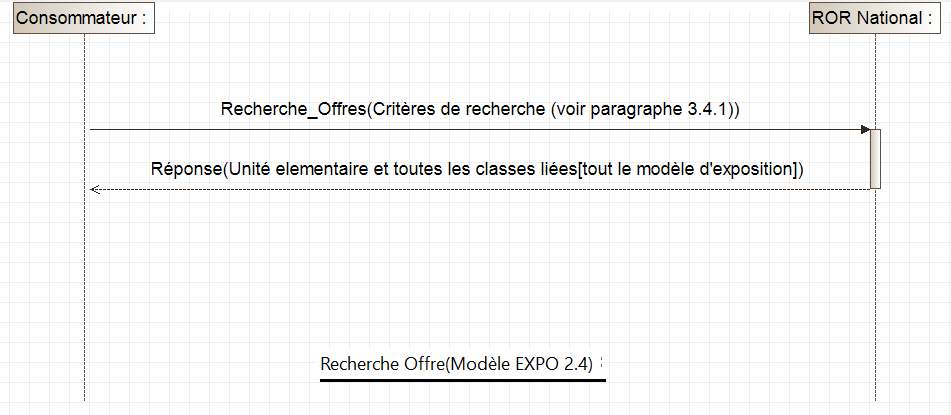 Consommateur :
ROR National :
Recherche_Offres(Critères de recherche (voir paragraphe 3.4.1))
Réponse(Unité elementaire et toutes les classes liées[tout le modèle d'exposition])
Recherche Offre(Modèle EXPO 2.4) :